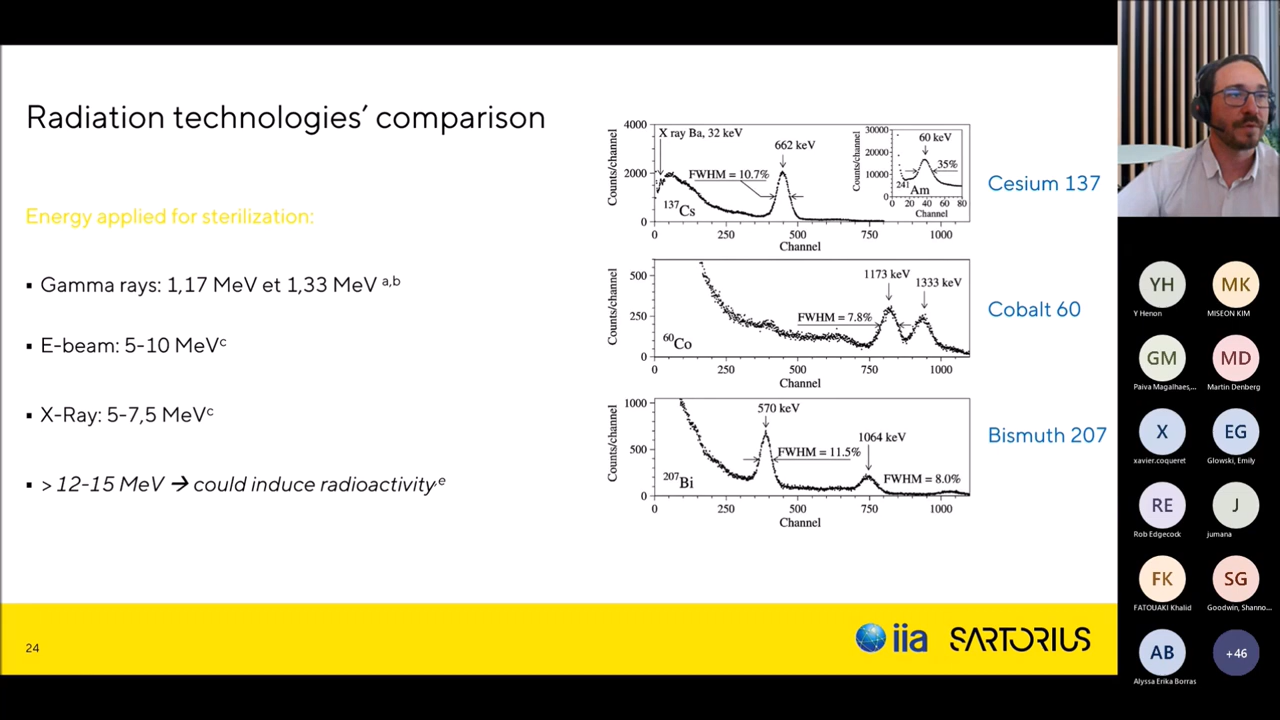 Radiation technologies’ comparison
Energy applied for sterilization:
▪ Gamma rays: 1,17 MeV et 1,33 MeV a,b
▪ E-beam: 5-10 MeVc
▪ X-Ray: 5-7,5 MeVc
▪ > 12-15 MeV → could induce radioactivitye
4000
2000
0
Counts/channel
X ray Ba, 32 keV
662 keV
FWHM = 10.7%
137Cs
0 250 500 750 1000
Channel
30000
20000
10000
0
Counts/channel
60 keV
35%
241Am
0 20 40 60 80
Channel
Cesium 137
500
250
0
Counts/channel
1173 keV
1333 keV
FWHM = 7.8%
60Co
0 250 500 750 1000
Channel
Cobalt 60
1000
500
0
Counts/channel
570 keV
1064 keV
FWHM = 11.5%
FWHM = 8.0%
207Bi
0 250 500 750 1000
Channel
Bismuth 207
24
iia
SARTORIUS
YH
Y Henon
MK
MISEON KIM
GM
Paiva Magalhaes,...
MD
Martin Denberg
X
xavier.coqueret
EG
Glowski, Emily
RE
Rob Edgecock
J
jumana
FK
FATOUAKI Khalid
SG
Goodwin, Shanno...
AB
Alyssa Erika Borras
+46